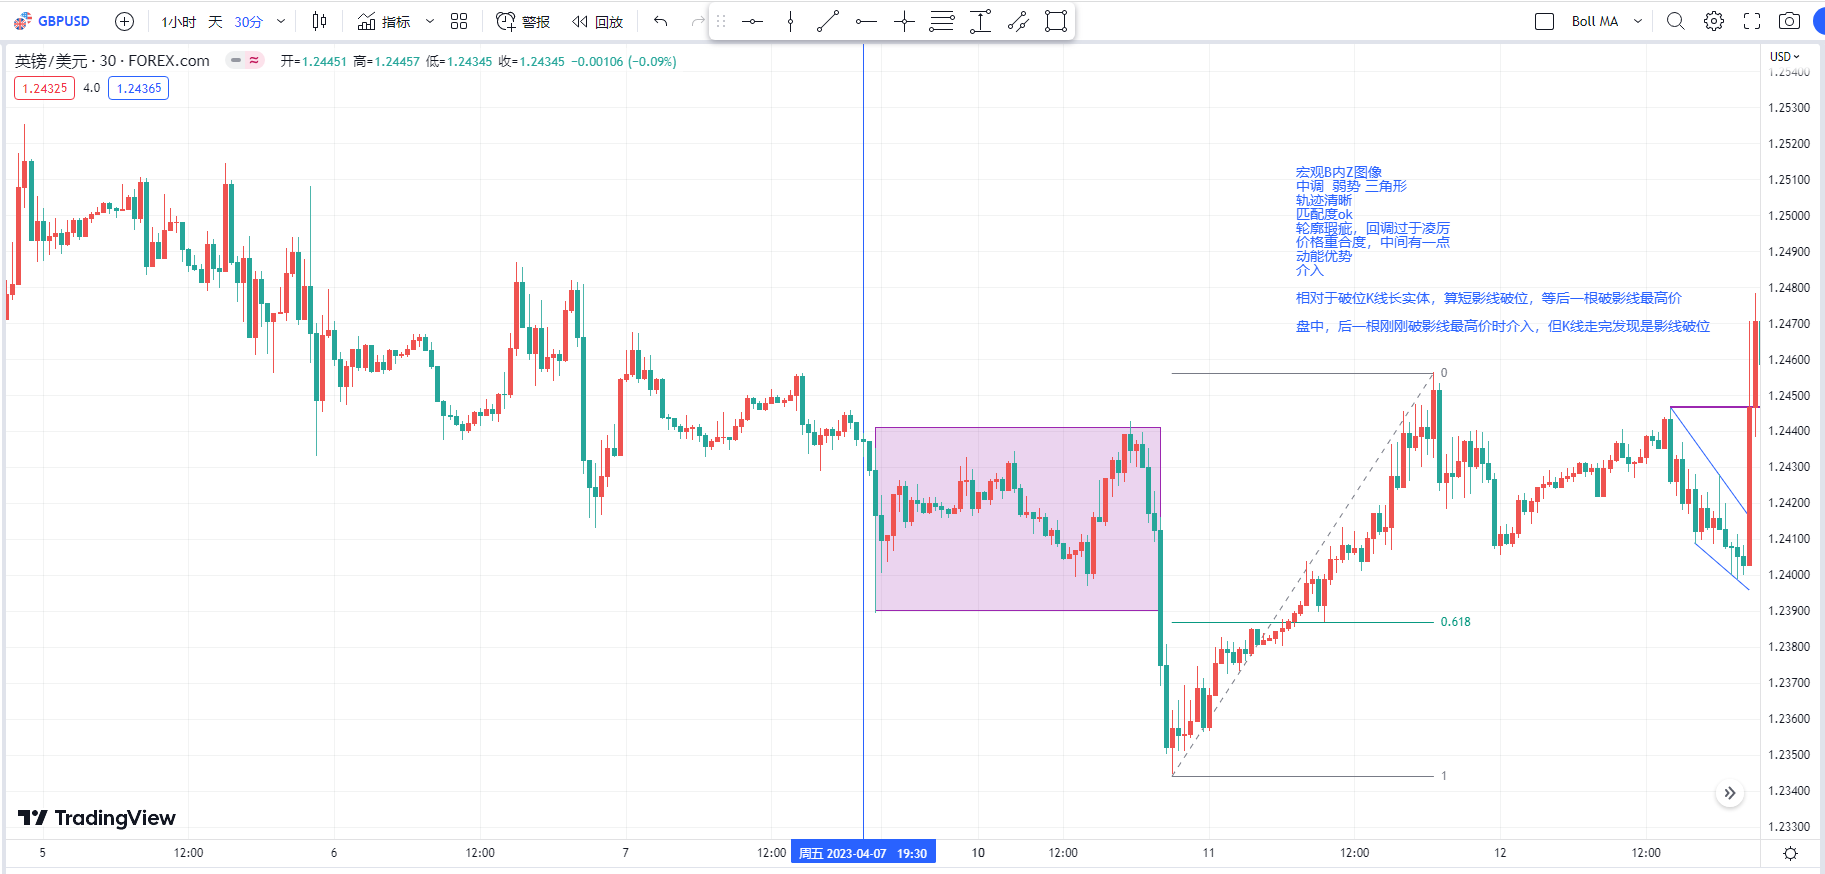 GBPUSD
1小时 天 30分
指标
警报
回放
Boll MA
英镑/美元 · 30 · FOREX.com
开=1.24451 高=1.24457 低=1.24345 收=1.24345 −0.00106 (−0.09%)
USD
1.24325 4.0 1.24365
1.25400
1.25300
1.25200
1.25100
1.25000
1.24900
1.24800
1.24700
1.24600
1.24500
1.24400
1.24300
1.24200
1.24100
1.24000
1.23900
1.23800
1.23700
1.23600
1.23500
1.23400
1.23300
宏观B内Z图像
中调 弱势 三角形
轨迹清晰
匹配度ok
轮廓瑕疵，回调过于凌厉
价格重合度，中间有一点
动能优势
介入
相对于破位K线长实体，算短影线破位，等后一根破影线最高价
盘中，后一根刚刚破影线最高价时介入，但K线走完发现是影线破位
0
0.618
1
TradingView
5 12:00 6 12:00 7 12:00 周五 2023-04-07 19:30 10 12:00 11 12:00 12 12:00